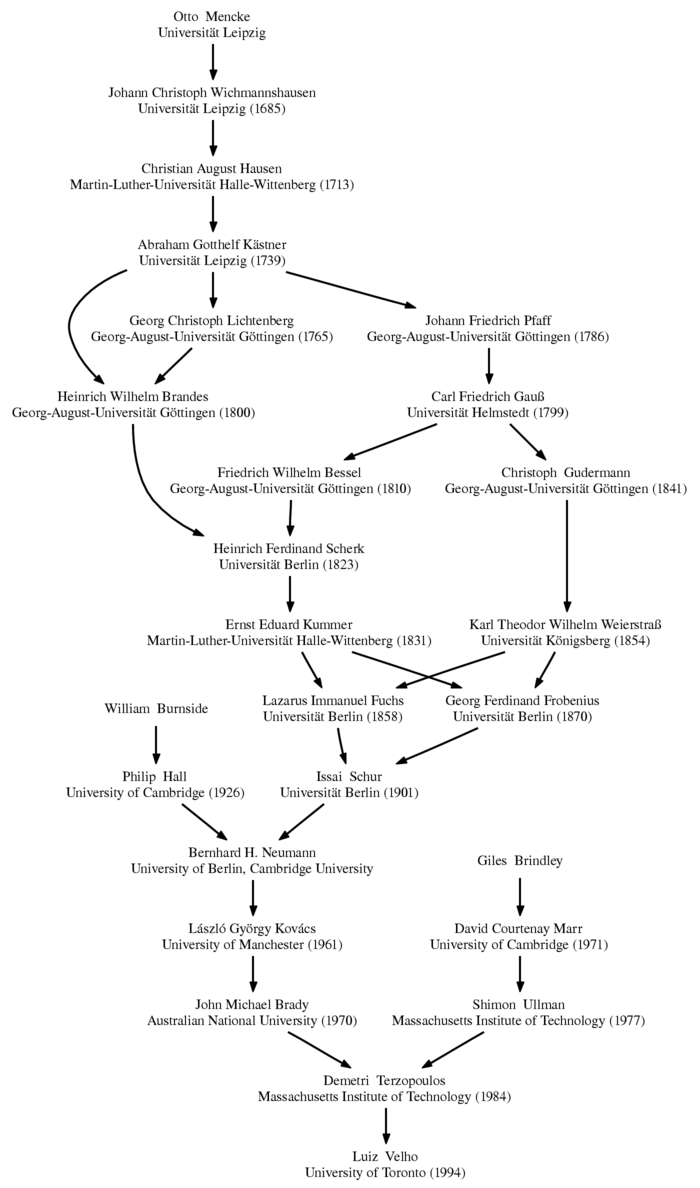 Otto Mencke
Universität Leipzig
Johann Christoph Wichmannshausen
Universität Leipzig (1685)
Christian August Hausen
Martin-Luther-Universität Halle-Wittenberg (1713)
Abraham Gotthelf Kästner
Universität Leipzig (1739)
Georg Christoph Lichtenberg
Georg-August-Universität Göttingen (1765)
Johann Friedrich Pfaff
Georg-August-Universität Göttingen (1786)
Heinrich Wilhelm Brandes
Georg-August-Universität Göttingen (1800)
Carl Friedrich Gauß
Universität Helmstedt (1799)
Friedrich Wilhelm Bessel
Georg-August-Universität Göttingen (1810)
Christoph Gudermann
Georg-August-Universität Göttingen (1841)
Heinrich Ferdinand Scherk
Universität Berlin (1823)
Ernst Eduard Kummer
Martin-Luther-Universität Halle-Wittenberg (1831)
Karl Theodor Wilhelm Weierstraß
Universität Königsberg (1854)
William Burnside
Lazarus Immanuel Fuchs
Universität Berlin (1858)
Georg Ferdinand Frobenius
Universität Berlin (1870)
Philip Hall
University of Cambridge (1926)
Issai Schur
Universität Berlin (1901)
Bernhard H. Neumann
University of Berlin, Cambridge University
Giles Brindley
László György Kovács
University of Manchester (1961)
David Courtenay Marr
University of Cambridge (1971)
John Michael Brady
Australian National University (1970)
Shimon Ullman
Massachusetts Institute of Technology (1977)
Demetri Terzopoulos
Massachusetts Institute of Technology (1984)
Luiz Velho
University of Toronto (1994)